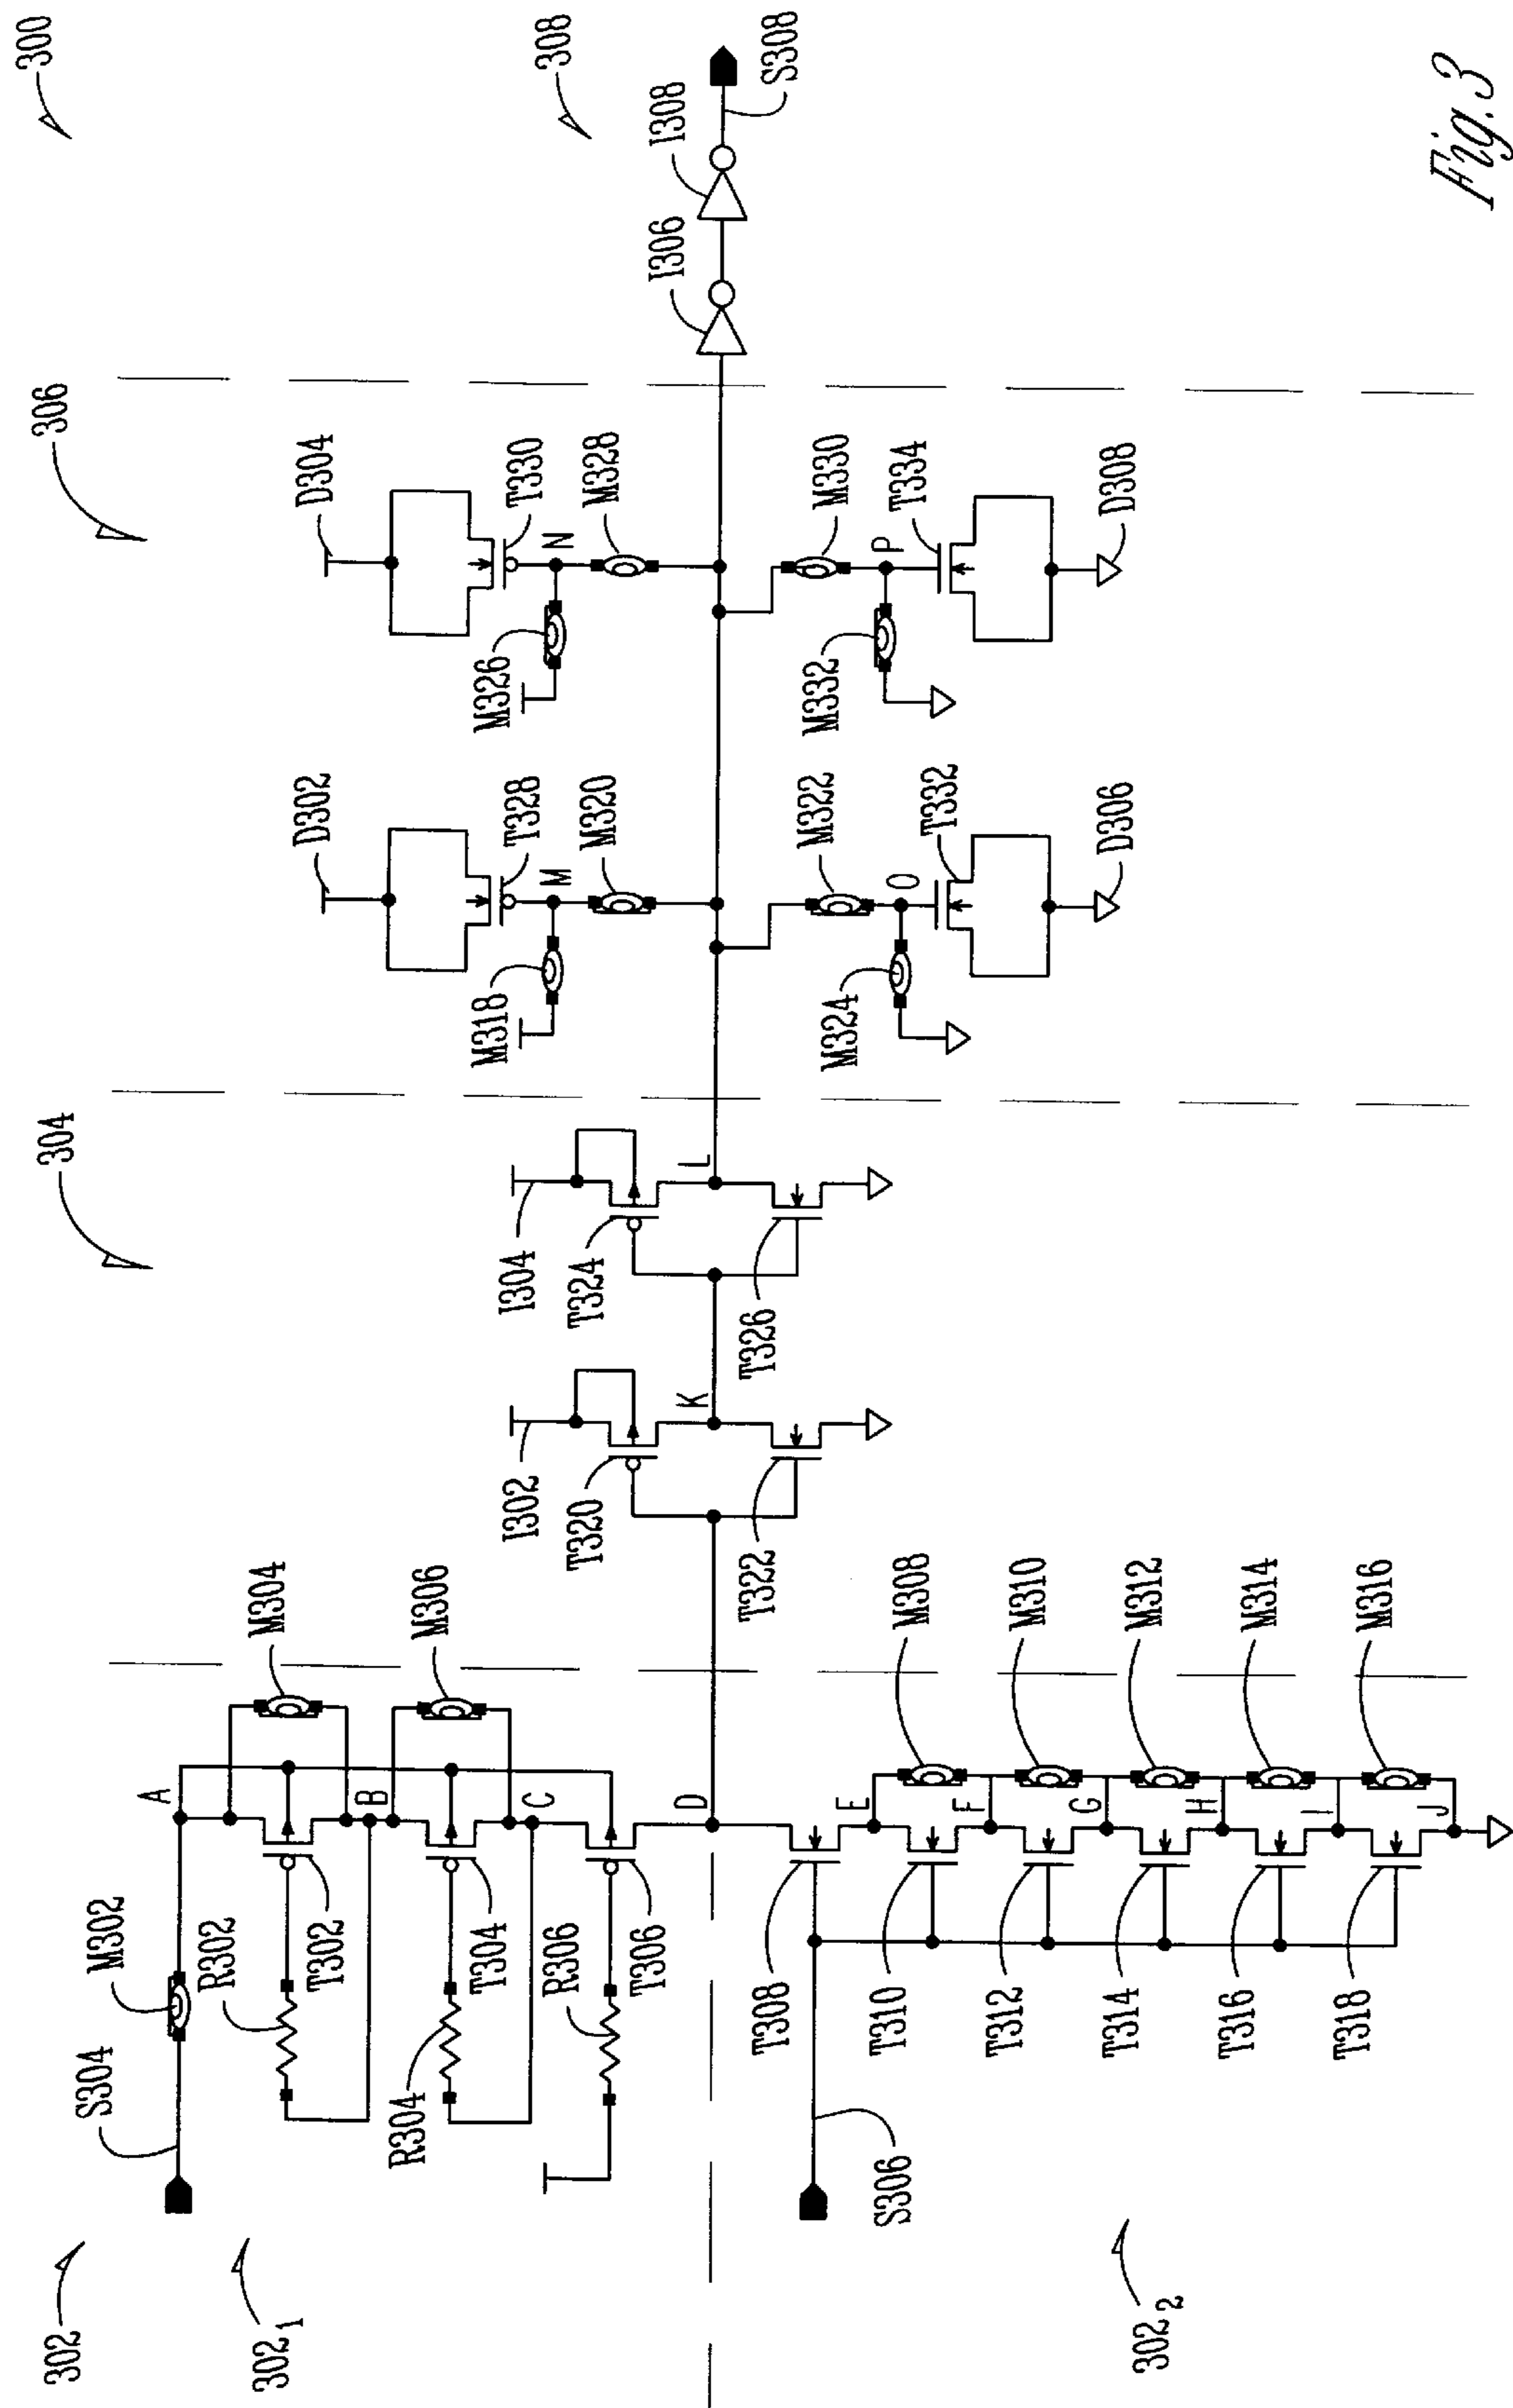 300
308
S308
I308
I306
306
D304
T330
N
M328
M326
M330
P
T334
M332
D308
D302
T328
M
M320
M318
M322
O
T332
M324
D306
304
I304
T324
L
T326
I302
T320
K
T322
M304
M306
M308
M310
M312
M314
M316
A
B
C
D
E
F
G
H
I
J
M302
R302
T302
S304
R304
T304
R306
T306
T308
T310
T312
T314
T316
T318
S306
302
302₁
302₂
Fig. 3